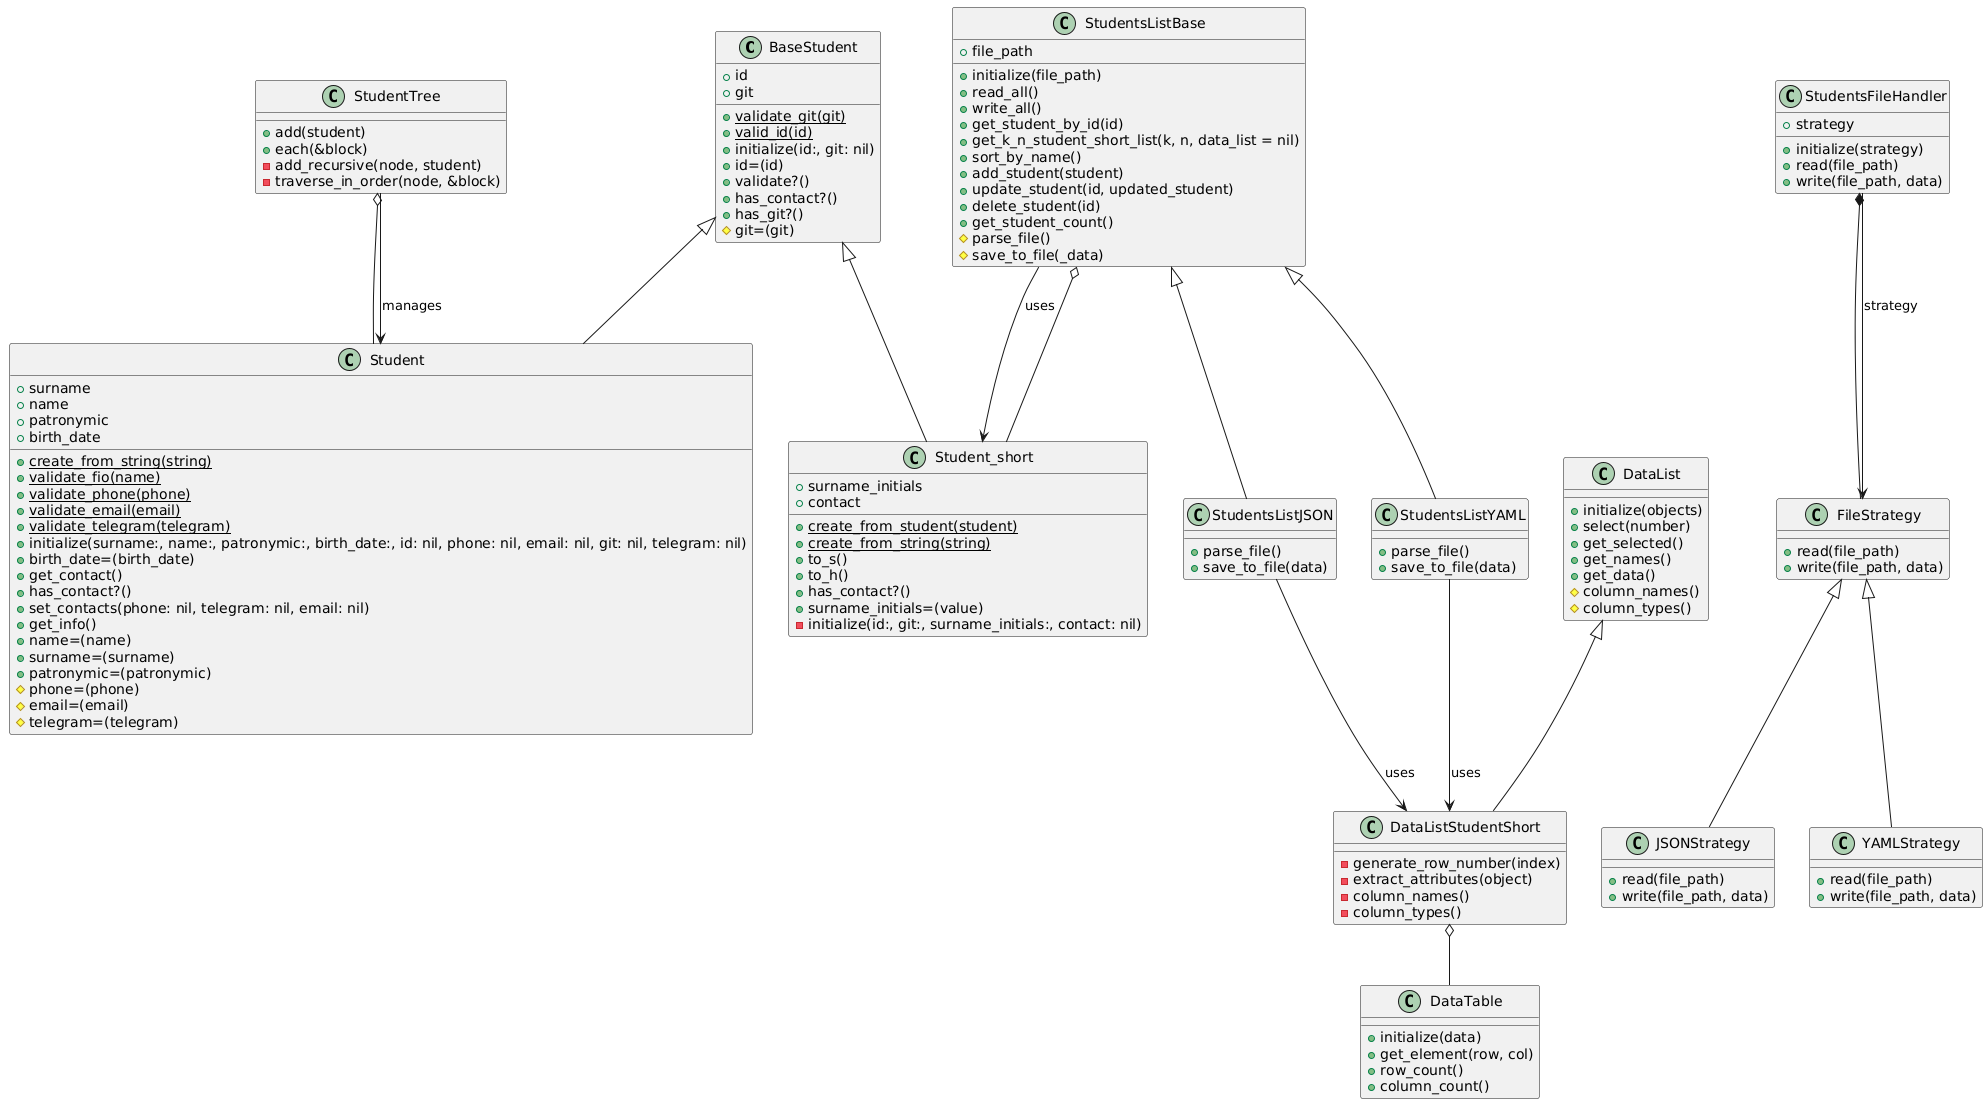 StudentTree
add(student)
each(&block)
add_recursive(node, student)
traverse_in_order(node, &block)
BaseStudent
id
git
validate_git(git)
valid_id(id)
initialize(id:, git: nil)
id=(id)
validate?()
has_contact?()
has_git?()
git=(git)
StudentsListBase
file_path
initialize(file_path)
read_all()
write_all()
get_student_by_id(id)
get_k_n_student_short_list(k, n, data_list = nil)
sort_by_name()
add_student(student)
update_student(id, updated_student)
delete_student(id)
get_student_count()
parse_file()
save_to_file(_data)
StudentsFileHandler
strategy
initialize(strategy)
read(file_path)
write(file_path, data)
manages
uses
strategy
Student
surname
name
patronymic
birth_date
create_from_string(string)
validate_fio(name)
validate_phone(phone)
validate_email(email)
validate_telegram(telegram)
initialize(surname:, name:, patronymic:, birth_date:, id: nil, phone: nil, email: nil, git: nil, telegram: nil)
birth_date=(birth_date)
get_contact()
has_contact?()
set_contacts(phone: nil, telegram: nil, email: nil)
get_info()
name=(name)
surname=(surname)
patronymic=(patronymic)
phone=(phone)
email=(email)
telegram=(telegram)
Student_short
surname_initials
contact
create_from_student(student)
create_from_string(string)
to_s()
to_h()
has_contact?()
surname_initials=(value)
initialize(id:, git:, surname_initials:, contact: nil)
StudentsListJSON
parse_file()
save_to_file(data)
StudentsListYAML
parse_file()
save_to_file(data)
DataList
initialize(objects)
select(number)
get_selected()
get_names()
get_data()
column_names()
column_types()
FileStrategy
read(file_path)
write(file_path, data)
uses
uses
DataListStudentShort
generate_row_number(index)
extract_attributes(object)
column_names()
column_types()
JSONStrategy
read(file_path)
write(file_path, data)
YAMLStrategy
read(file_path)
write(file_path, data)
DataTable
initialize(data)
get_element(row, col)
row_count()
column_count()